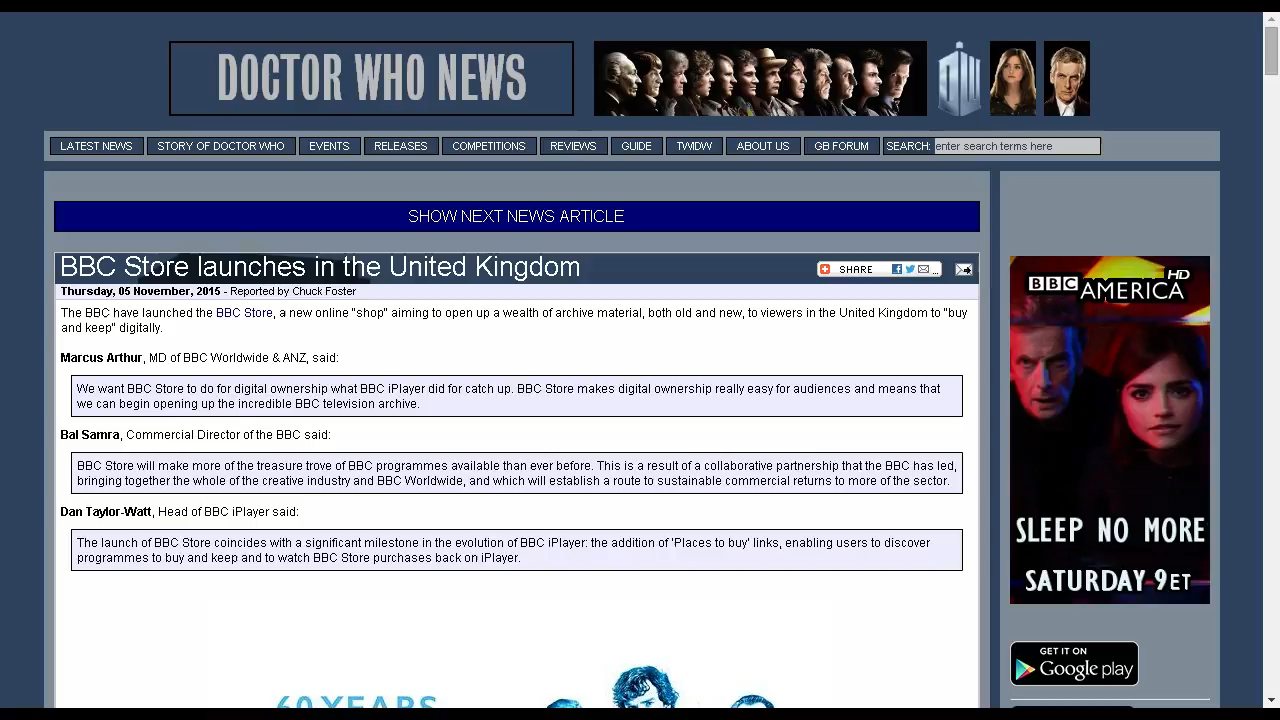 DOCTOR WHO NEWS
DW
LATEST NEWS
STORY OF DOCTOR WHO
EVENTS
RELEASES
COMPETITIONS
REVIEWS
GUIDE
TWIDW
ABOUT US
GB FORUM
SEARCH: enter search terms here
SHOW NEXT NEWS ARTICLE
BBC Store launches in the United Kingdom
SHARE ...
Thursday, 05 November, 2015 - Reported by Chuck Foster
The BBC have launched the BBC Store, a new online "shop" aiming to open up a wealth of archive material, both old and new, to viewers in the United Kingdom to "buy
and keep" digitally.
Marcus Arthur, MD of BBC Worldwide & ANZ, said:
We want BBC Store to do for digital ownership what BBC iPlayer did for catch up. BBC Store makes digital ownership really easy for audiences and means that
we can begin opening up the incredible BBC television archive.
Bal Samra, Commercial Director of the BBC said:
BBC Store will make more of the treasure trove of BBC programmes available than ever before. This is a result of a collaborative partnership that the BBC has led,
bringing together the whole of the creative industry and BBC Worldwide, and which will establish a route to sustainable commercial returns to more of the sector.
Dan Taylor-Watt, Head of BBC iPlayer said:
The launch of BBC Store coincides with a significant milestone in the evolution of BBC iPlayer: the addition of 'Places to buy' links, enabling users to discover
programmes to buy and keep and to watch BBC Store purchases back on iPlayer.
60 YEARS
BBC AMERICA HD
SLEEP NO MORE
SATURDAY 9ET
GET IT ON
Google play